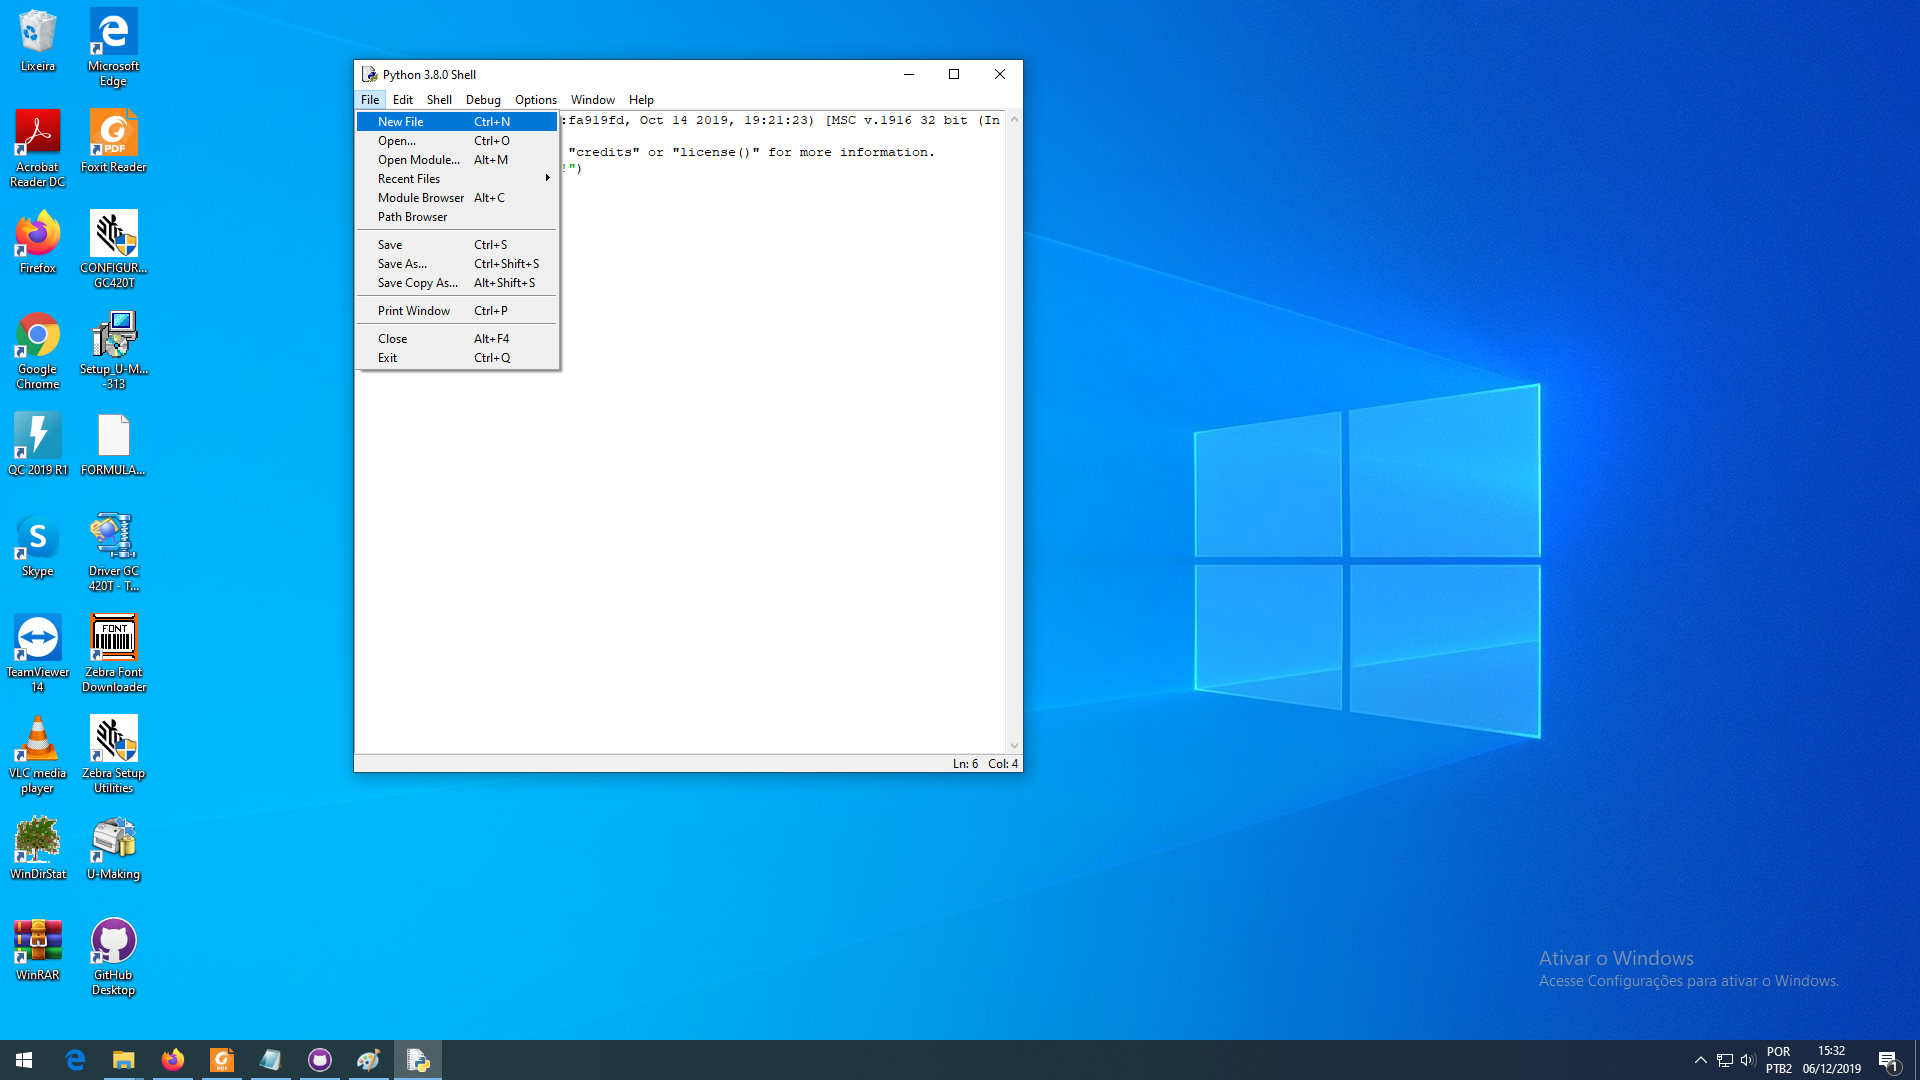 Lixeira
Microsoft
Edge
Acrobat
Reader DC
Foxit Reader
Firefox
CONFIGUR...
GC420T
Google
Chrome
Setup_U-M...
-313
QC 2019 R1
FORMULA...
Skype
Driver GC
420T - T...
TeamViewer
14
FONT
Zebra Font
Downloader
VLC media
player
Zebra Setup
Utilities
WinDirStat
U-Making
WinRAR
GitHub
Desktop
Python 3.8.0 Shell
File Edit Shell Debug Options Window Help
:fa919fd, Oct 14 2019, 19:21:23) [MSC v.1916 32 bit (In
"credits" or "license()" for more information.
!")
New File Ctrl+N
Open... Ctrl+O
Open Module... Alt+M
Recent Files
Module Browser Alt+C
Path Browser
Save Ctrl+S
Save As... Ctrl+Shift+S
Save Copy As... Alt+Shift+S
Print Window Ctrl+P
Close Alt+F4
Exit Ctrl+Q
Ln: 6 Col: 4
Ativar o Windows
Acesse Configurações para ativar o Windows.
POR
PTB2
15:32
06/12/2019
1